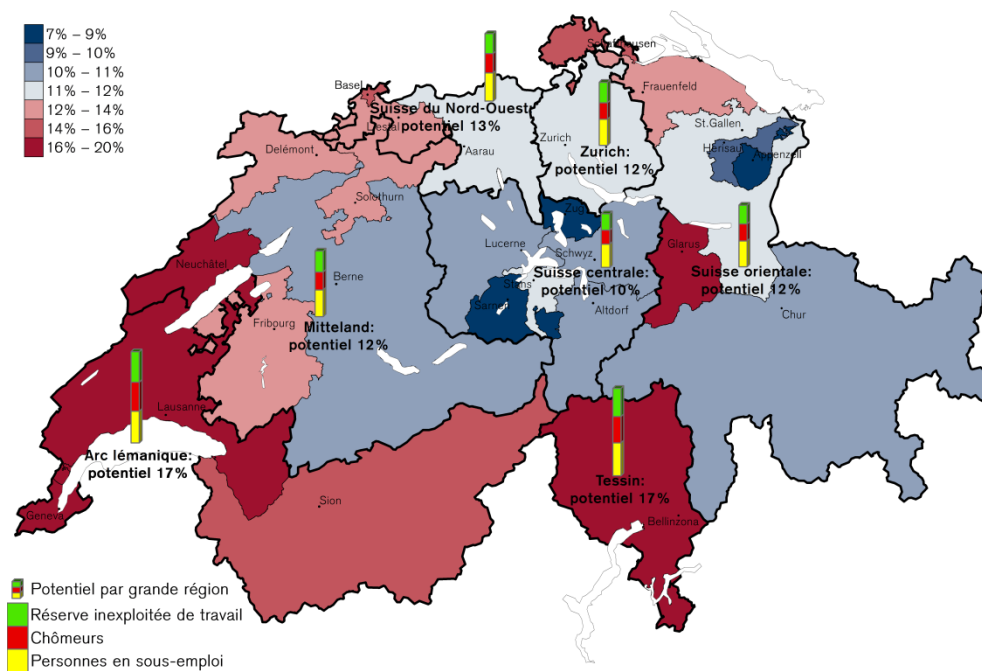 7% – 9%
9% – 10%
10% – 11%
11% – 12%
12% – 14%
14% – 16%
16% – 20%
Schaffhausen
Basel
Frauenfeld
Suisse du Nord-Ouest:
potentiel 13%
Liestal
Delémont
Aarau
Zurich
Zurich:
potentiel 12%
St.Gallen
Herisau
Appenzell
Solothurn
Zug
Neuchâtel
Lucerne
Schwyz
Glarus
Berne
Suisse centrale:
potentiel 10%
Stans
Sarnen
Altdorf
Suisse orientale:
potentiel 12%
Chur
Fribourg
Mitteland:
potentiel 12%
Lausanne
Arc lémanique:
potentiel 17%
Tessin:
potentiel 17%
Sion
Geneva
Bellinzona
Potentiel par grande région
Réserve inexploitée de travail
Chômeurs
Personnes en sous-emploi